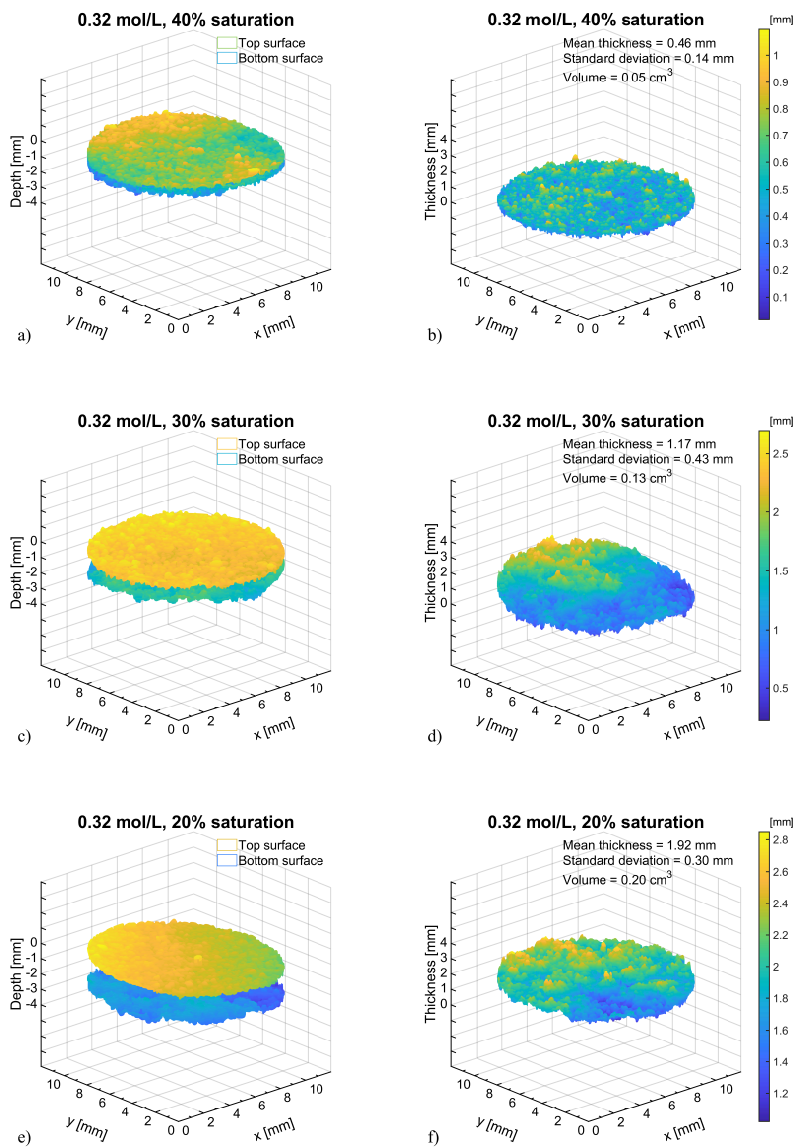 0.32 mol/L, 40% saturation
Top surface
Bottom surface
Depth [mm]
0
-1
-2
-3
-4
10
8
6
4
2
0
y [mm]
0
2
4
6
8
10
x [mm]
a)
0.32 mol/L, 40% saturation
Mean thickness = 0.46 mm
Standard deviation = 0.14 mm
Volume = 0.05 cm3
Thickness [mm]
4
3
2
1
0
10
8
6
4
2
0
y [mm]
0
2
4
6
8
10
x [mm]
b)
[mm]
1
0.9
0.8
0.7
0.6
0.5
0.4
0.3
0.2
0.1
0.32 mol/L, 30% saturation
Top surface
Bottom surface
Depth [mm]
0
-1
-2
-3
-4
10
8
6
4
2
0
y [mm]
0
2
4
6
8
10
x [mm]
c)
0.32 mol/L, 30% saturation
Mean thickness = 1.17 mm
Standard deviation = 0.43 mm
Volume = 0.13 cm3
Thickness [mm]
4
3
2
1
0
10
8
6
4
2
0
y [mm]
0
2
4
6
8
10
x [mm]
d)
[mm]
2.5
2
1.5
1
0.5
0.32 mol/L, 20% saturation
Top surface
Bottom surface
Depth [mm]
0
-1
-2
-3
-4
10
8
6
4
2
0
y [mm]
0
2
4
6
8
10
x [mm]
e)
0.32 mol/L, 20% saturation
Mean thickness = 1.92 mm
Standard deviation = 0.30 mm
Volume = 0.20 cm3
Thickness [mm]
4
3
2
1
0
10
8
6
4
2
0
y [mm]
0
2
4
6
8
10
x [mm]
f)
[mm]
2.8
2.6
2.4
2.2
2
1.8
1.6
1.4
1.2